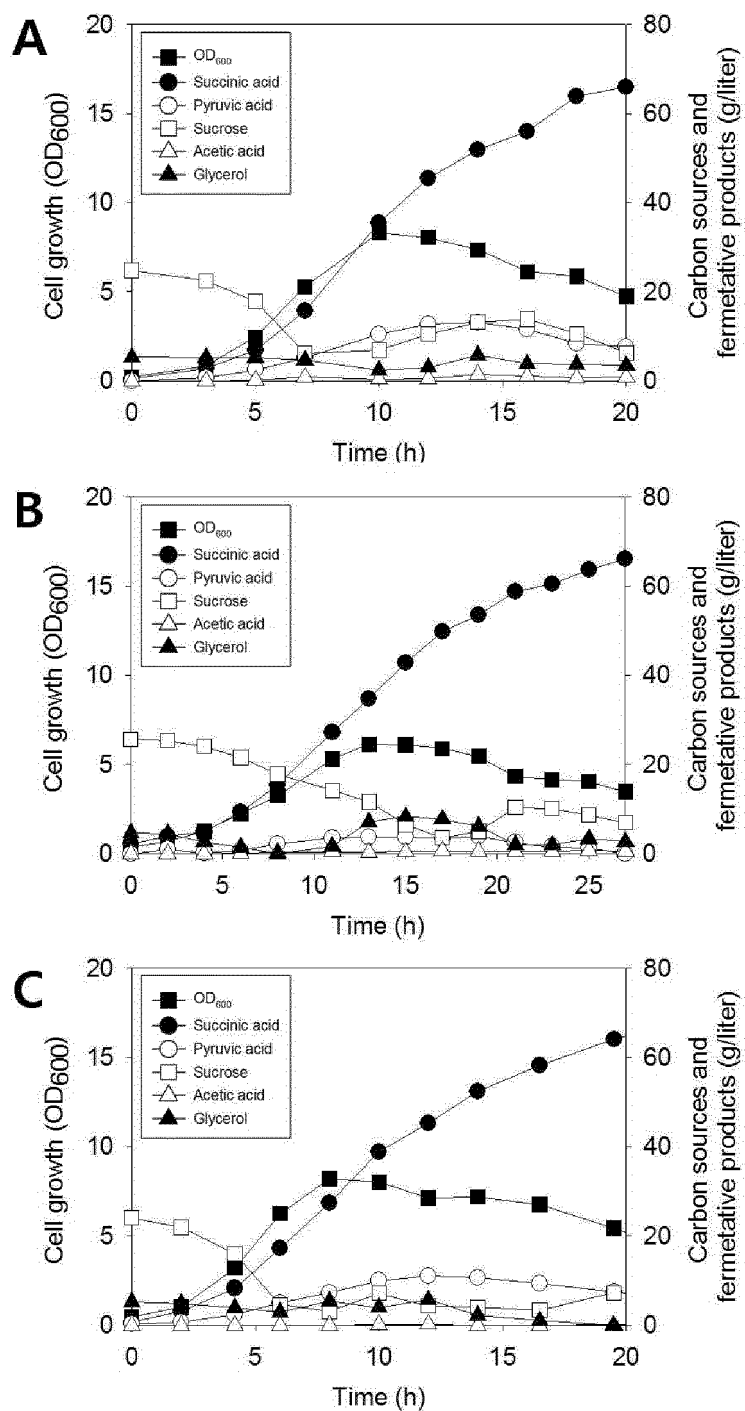 A
20
15
10
5
0
Cell growth (OD600)
OD600
Succinic acid
Pyruvic acid
Sucrose
Acetic acid
Glycerol
80
60
40
20
0
Carbon sources and
fermetative products (g/liter)
0 5 10 15 20
Time (h)
B
20
15
10
5
0
Cell growth (OD600)
OD600
Succinic acid
Pyruvic acid
Sucrose
Acetic acid
Glycerol
80
60
40
20
0
Carbon sources and
fermetative products (g/liter)
0 5 10 15 20 25
Time (h)
C
20
15
10
5
0
Cell growth (OD600)
OD600
Succinic acid
Pyruvic acid
Sucrose
Acetic acid
Glycerol
80
60
40
20
0
Carbon sources and
fermetative products (g/liter)
0 5 10 15 20
Time (h)